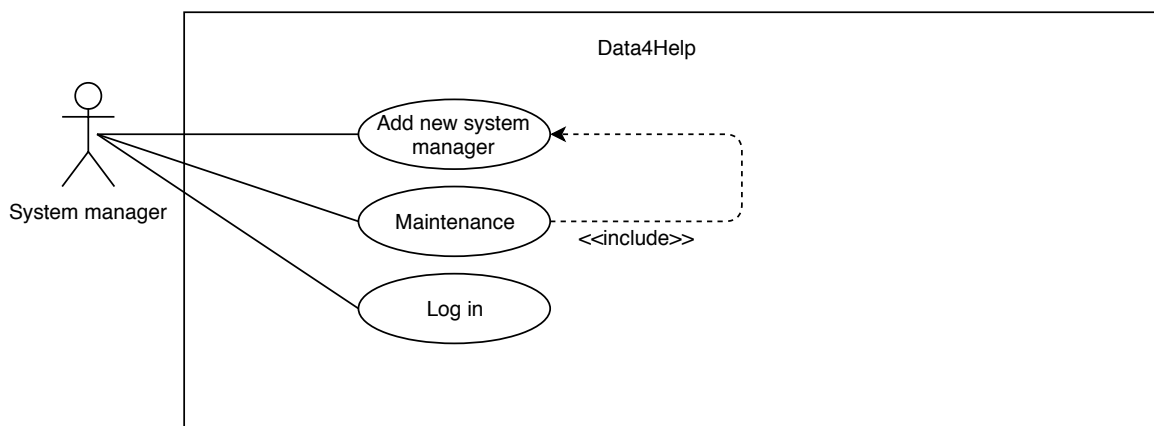 Data4Help
Add new system
manager
System manager
Maintenance
<<include>>
Log in